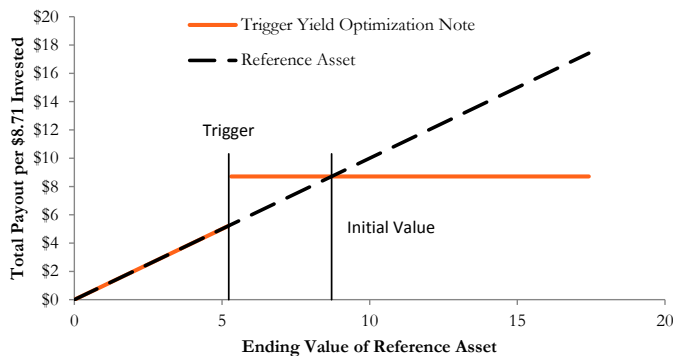 $20
$18
$16
$14
$12
$10
$8
$6
$4
$2
$0
Total Payout per $8.71 Invested
Trigger Yield Optimization Note
Reference Asset
Trigger
Initial Value
0
5
10
15
20
Ending Value of Reference Asset